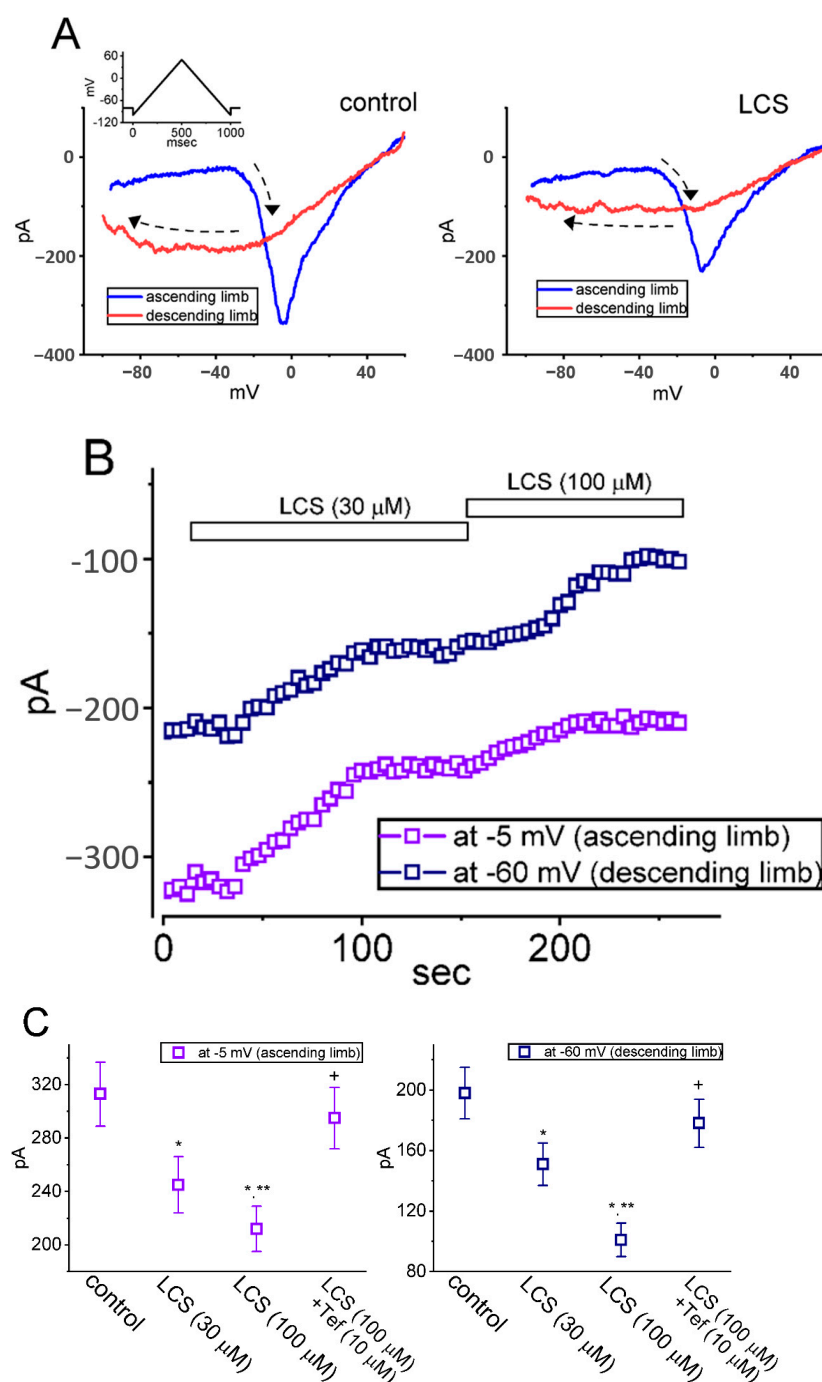 A
60
0
-60
-120
mV
0
500
1000
msec
control
0
−200
−400
pA
ascending limb
descending limb
−80
−40
0
40
mV
LCS
0
−200
−400
pA
ascending limb
descending limb
−80
−40
0
40
mV
B
LCS (30 μM)
LCS (100 μM)
-100
−200
−300
pA
at -5 mV (ascending limb)
at -60 mV (descending limb)
0
100
200
sec
C
at -5 mV (ascending limb)
320
280
240
200
pA
*
*,**
+
control
LCS (30 μM)
LCS (100 μM)
LCS (100 μM)
+Tef (10 μM)
at -60 mV (descending limb)
200
160
120
80
pA
*
*,**
+
control
LCS (30 μM)
LCS (100 μM)
LCS (100 μM)
+Tef (10 μM)